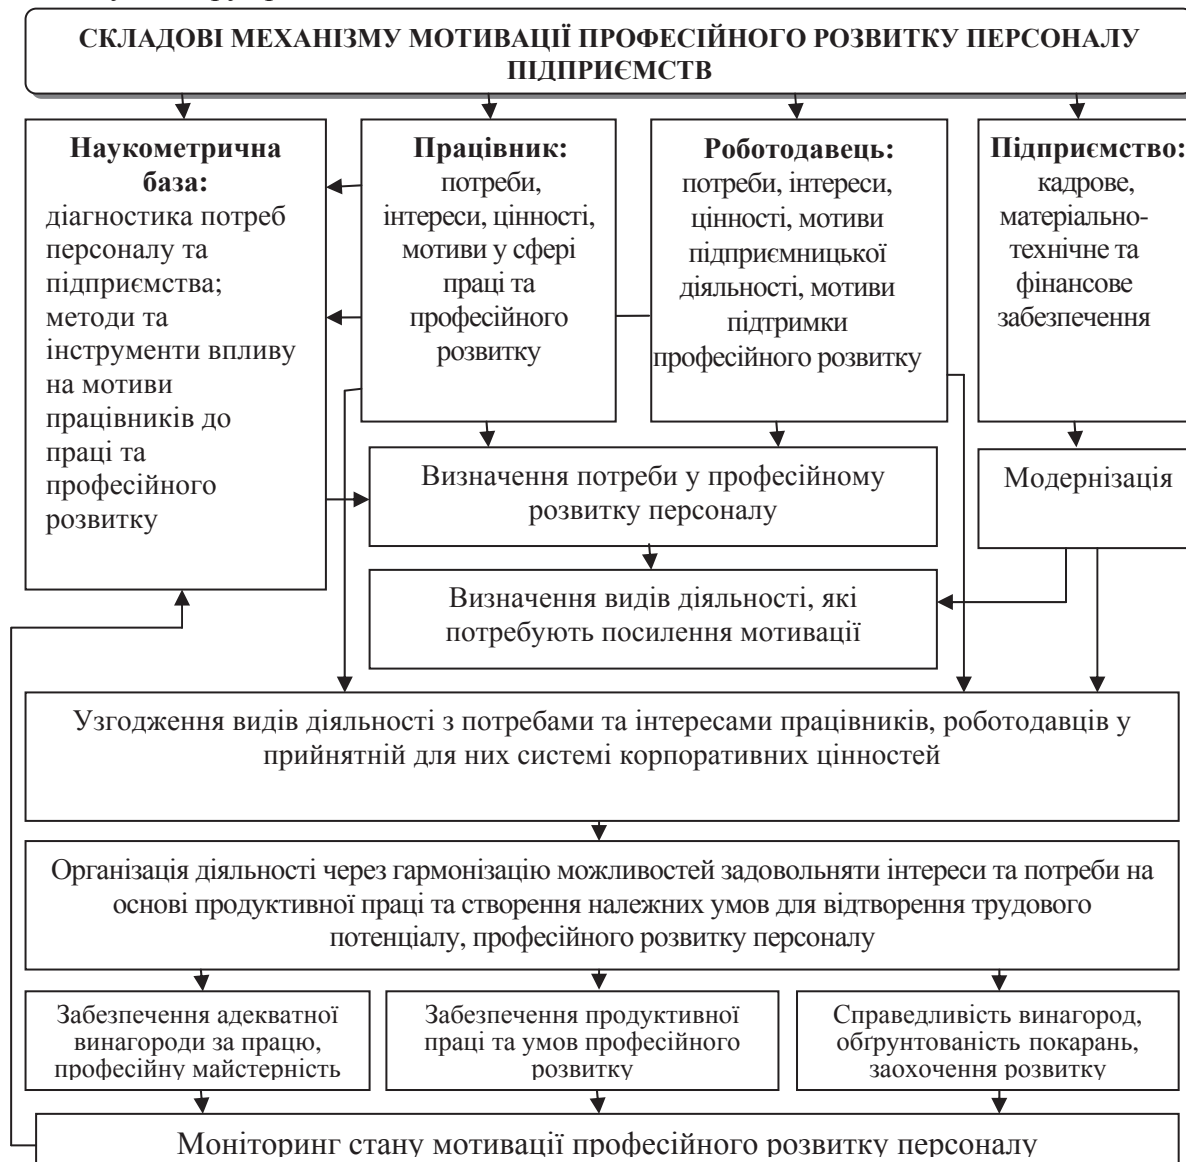 СКЛАДОВІ МЕХАНІЗМУ МОТИВАЦІЇ ПРОФЕСІЙНОГО РОЗВИТКУ ПЕРСОНАЛУ
ПІДПРИЄМСТВ
Наукометрична
база:
діагностика потреб
персоналу та
підприємства;
методи та
інструменти впливу
на мотиви
працівників до
праці та
професійного
розвитку
Працівник:
потреби,
інтереси, цінності,
мотиви у сфері
праці та
професійного
розвитку
Роботодавець:
потреби, інтереси,
цінності, мотиви
підприємницької
діяльності, мотиви
підтримки
професійного розвитку
Підприємство:
кадрове,
матеріально-
технічне та
фінансове
забезпечення
Визначення потреби у професійному
розвитку персоналу
Модернізація
Визначення видів діяльності, які
потребують посилення мотивації
Узгодження видів діяльності з потребами та інтересами працівників, роботодавців у
прийнятній для них системі корпоративних цінностей
Організація діяльності через гармонізацію можливостей задовольняти інтереси та потреби на
основі продуктивної праці та створення належних умов для відтворення трудового
потенціалу, професійного розвитку персоналу
Забезпечення адекватної
винагороди за працю,
професійну майстерність
Забезпечення продуктивної
праці та умов професійного
розвитку
Справедливість винагород,
обґрунтованість покарань,
заохочення розвитку
Моніторинг стану мотивації професійного розвитку персоналу